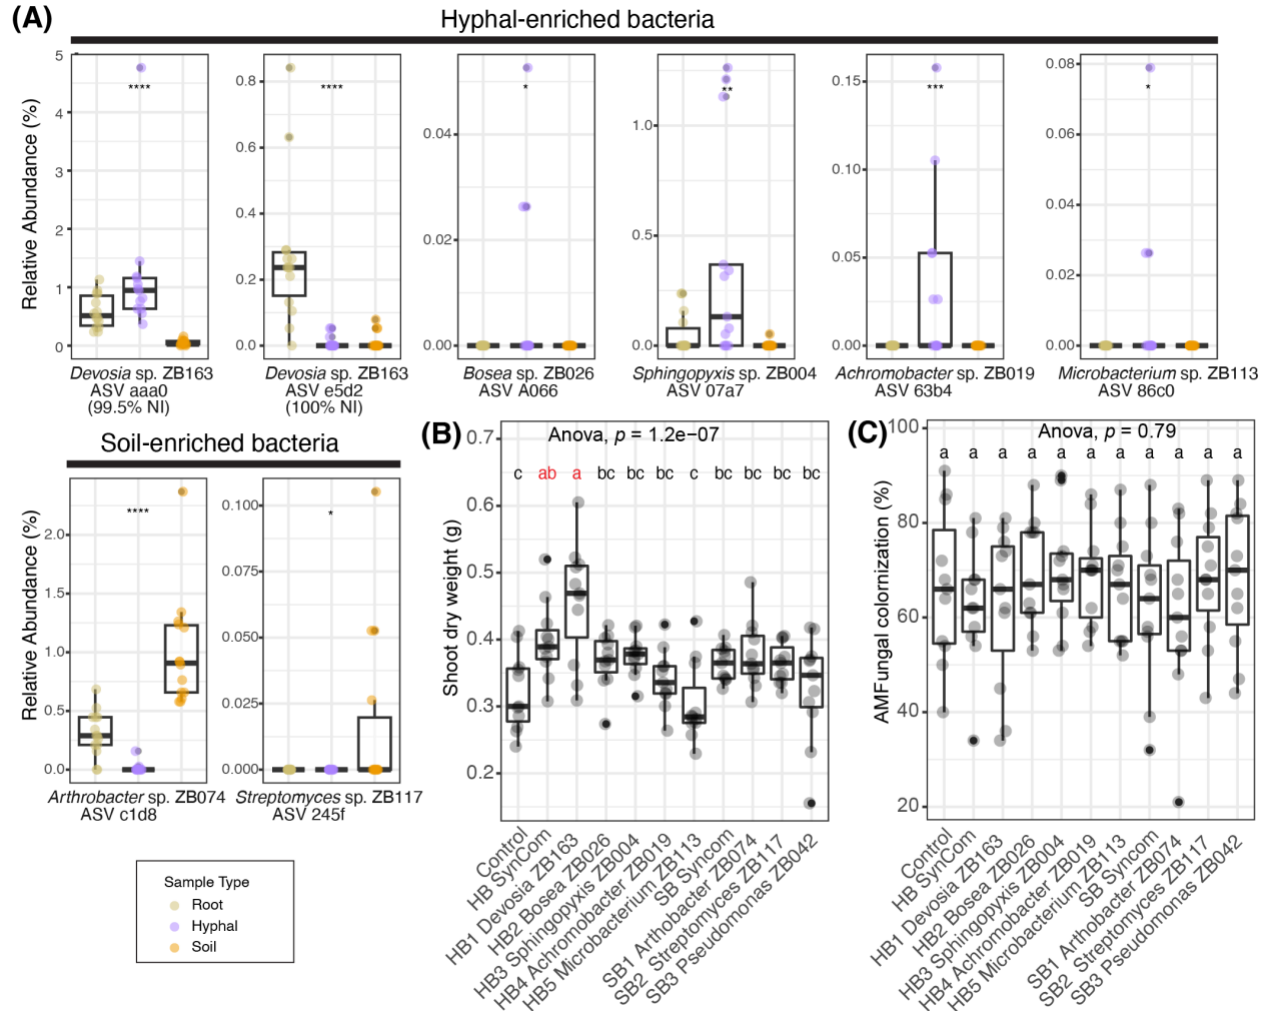 (A)
Hyphal-enriched bacteria
Relative Abundance (%)
5
4
3
2
1
0
****
Devosia sp. ZB163
ASV aaa0
(99.5% NI)
0.8
0.6
0.4
0.2
0.0
****
Devosia sp. ZB163
ASV e5d2
(100% NI)
0.04
0.02
0.00
*
Bosea sp. ZB026
ASV A066
1.0
0.5
0.0
**
Sphingopyxis sp. ZB004
ASV 07a7
0.15
0.10
0.05
0.00
***
Achromobacter sp. ZB019
ASV 63b4
0.08
0.06
0.04
0.02
0.00
*
Microbacterium sp. ZB113
ASV 86c0
Soil-enriched bacteria
Relative Abundance (%)
2.0
1.5
1.0
0.5
0.0
****
Arthrobacter sp. ZB074
ASV c1d8
0.100
0.075
0.050
0.025
0.000
*
Streptomyces sp. ZB117
ASV 245f
Sample Type
Root
Hyphal
Soil
(B)
Anova, p = 1.2e−07
c ab a bc bc bc c bc bc bc bc
Shoot dry weight (g)
0.7
0.6
0.5
0.4
0.3
0.2
Control
HB SynCom
HB1 Devosia ZB163
HB2 Bosea ZB026
HB3 Sphingopyxis ZB004
HB4 Achromobacter ZB019
HB5 Microbacterium ZB113
SB Syncom
SB1 Arthobacter ZB074
SB2 Streptomyces ZB117
SB3 Pseudomonas ZB042
(C)
Anova, p = 0.79
a a a a a a a a a a a
AMFungal colornization (%)
100
80
60
40
20
Control
HB SynCom
HB1 Devosia ZB163
HB2 Bosea ZB026
HB3 Sphingopyxis ZB004
HB4 Achromobacter ZB019
HB5 Microbacterium ZB113
SB Syncom
SB1 Arthobacter ZB074
SB2 Streptomyces ZB117
SB3 Pseudomonas ZB042